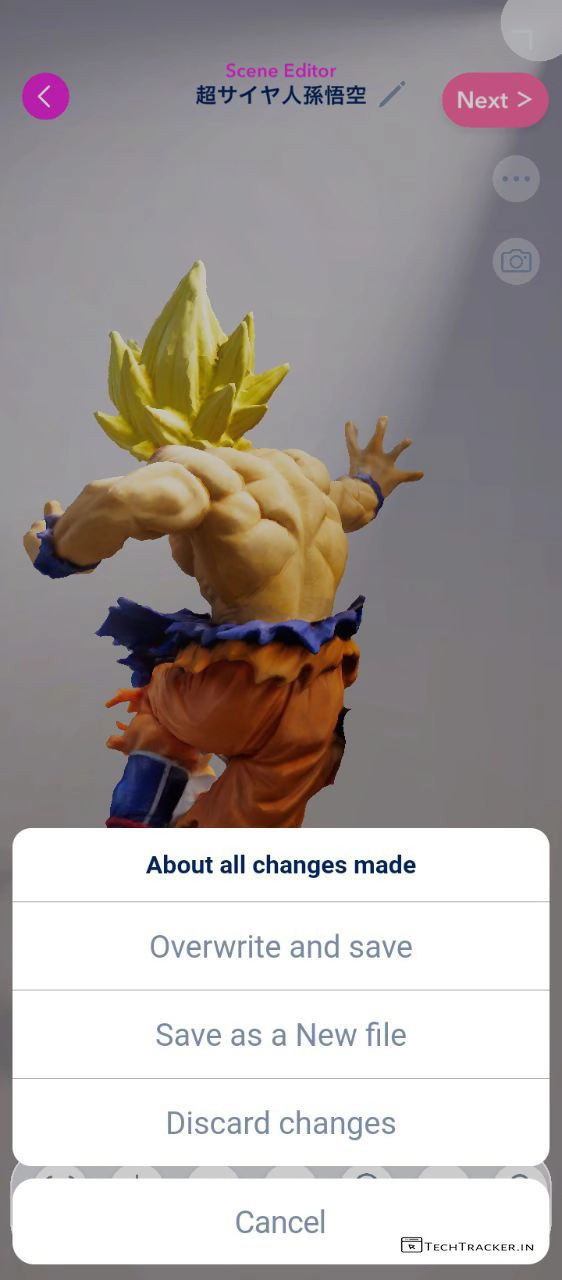 Scene Editor
超サイヤ人孫悟空
Next >
About all changes made
Overwrite and save
Save as a New file
Discard changes
Cancel
TECHTRACKER.IN